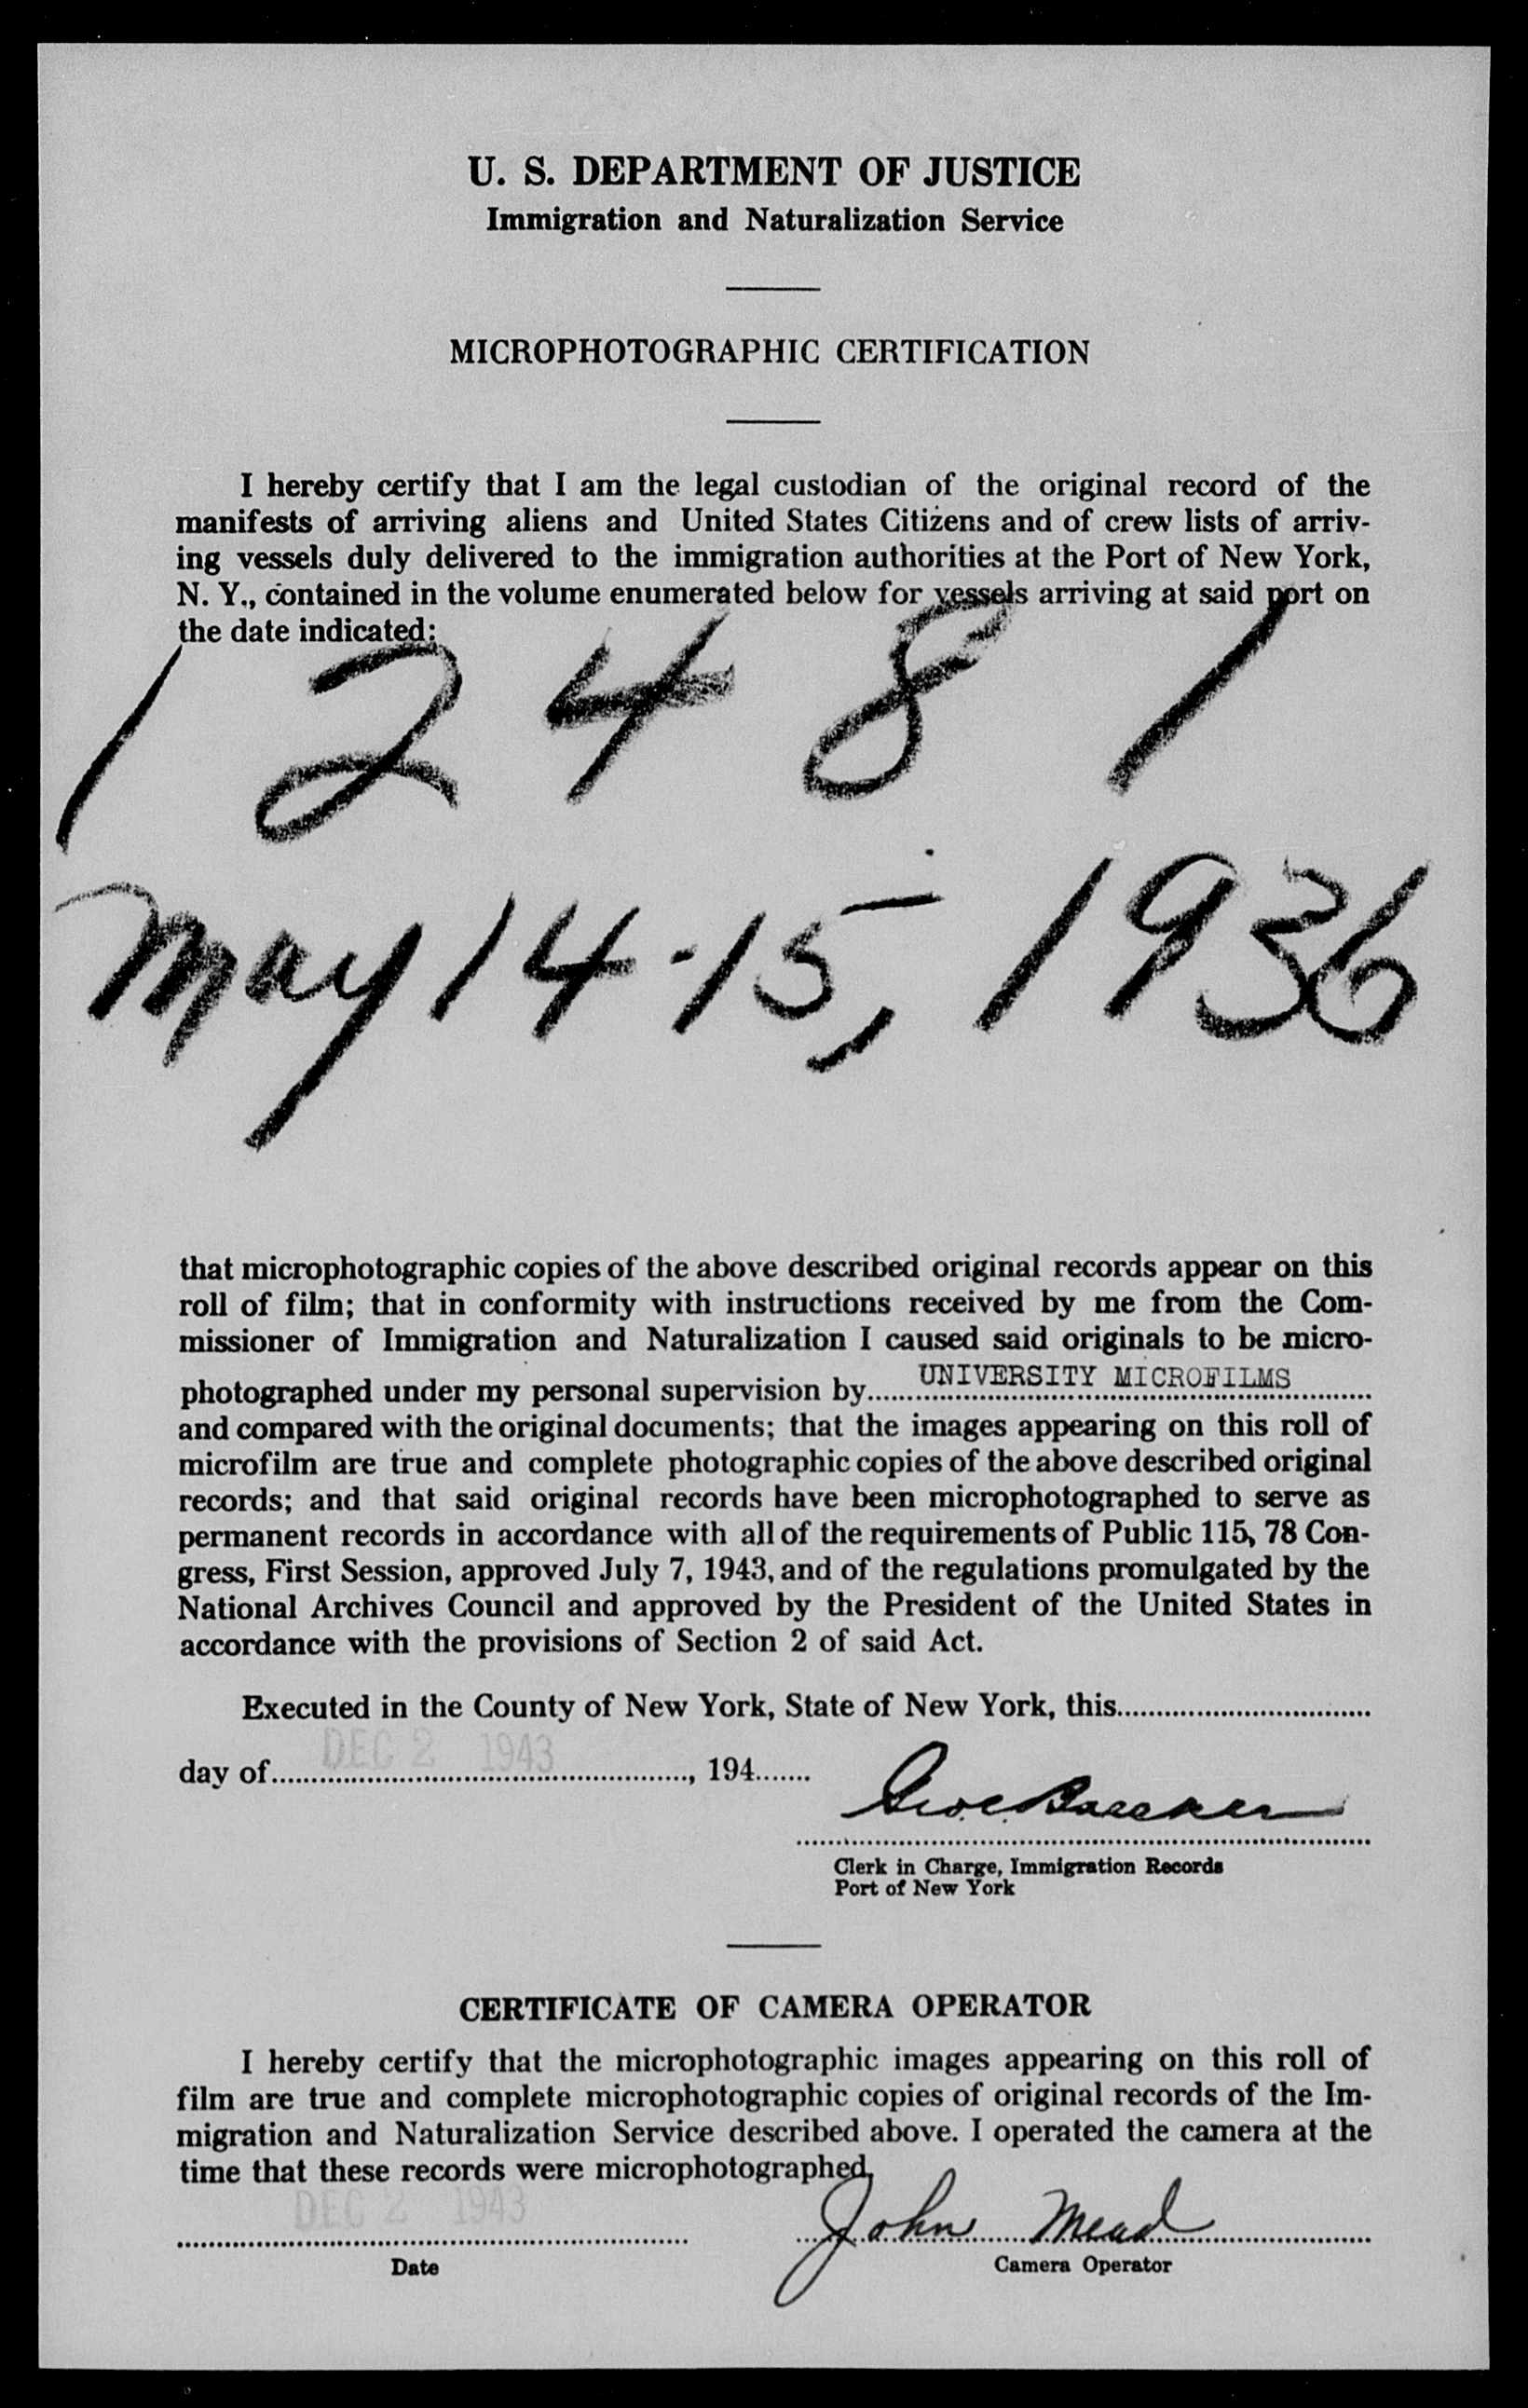 U. S. DEPARTMENT OF JUSTICE
Immigration and Naturalization Service
MICROPHOTOGRAPHIC CERTIFICATION
I hereby certify that I am the legal custodian of the original record of the
manifests of arriving aliens and United States Citizens and of crew lists of arriv-
ing vessels duly delivered to the immigration authorities at the Port of New York,
N. Y., contained in the volume enumerated below for vessels arriving at said port on
the date indicated:
1 2 4 8 1
May 14-15, 1936
that microphotographic copies of the above described original records appear on this
roll of film; that in conformity with instructions received by me from the Com-
missioner of Immigration and Naturalization I caused said originals to be micro-
photographed under my personal supervision by UNIVERSITY MICROFILMS
and compared with the original documents; that the images appearing on this roll of
microfilm are true and complete photographic copies of the above described original
records; and that said original records have been microphotographed to serve as
permanent records in accordance with all of the requirements of Public 115, 78 Con-
gress, First Session, approved July 7, 1943, and of the regulations promulgated by the
National Archives Council and approved by the President of the United States in
accordance with the provisions of Section 2 of said Act.
Executed in the County of New York, State of New York, this
day of DEC 2 1943, 194
Clerk in Charge, Immigration Records
Port of New York
CERTIFICATE OF CAMERA OPERATOR
I hereby certify that the microphotographic images appearing on this roll of
film are true and complete microphotographic copies of original records of the Im-
migration and Naturalization Service described above. I operated the camera at the
time that these records were microphotographed.
DEC 2 1943 John Mead
Date Camera Operator